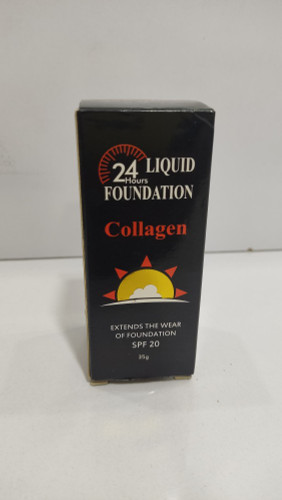 24 LIQUID
Hours
FOUNDATION
Collagen
EXTENDS THE WEAR
OF FOUNDATION
SPF 20
35g